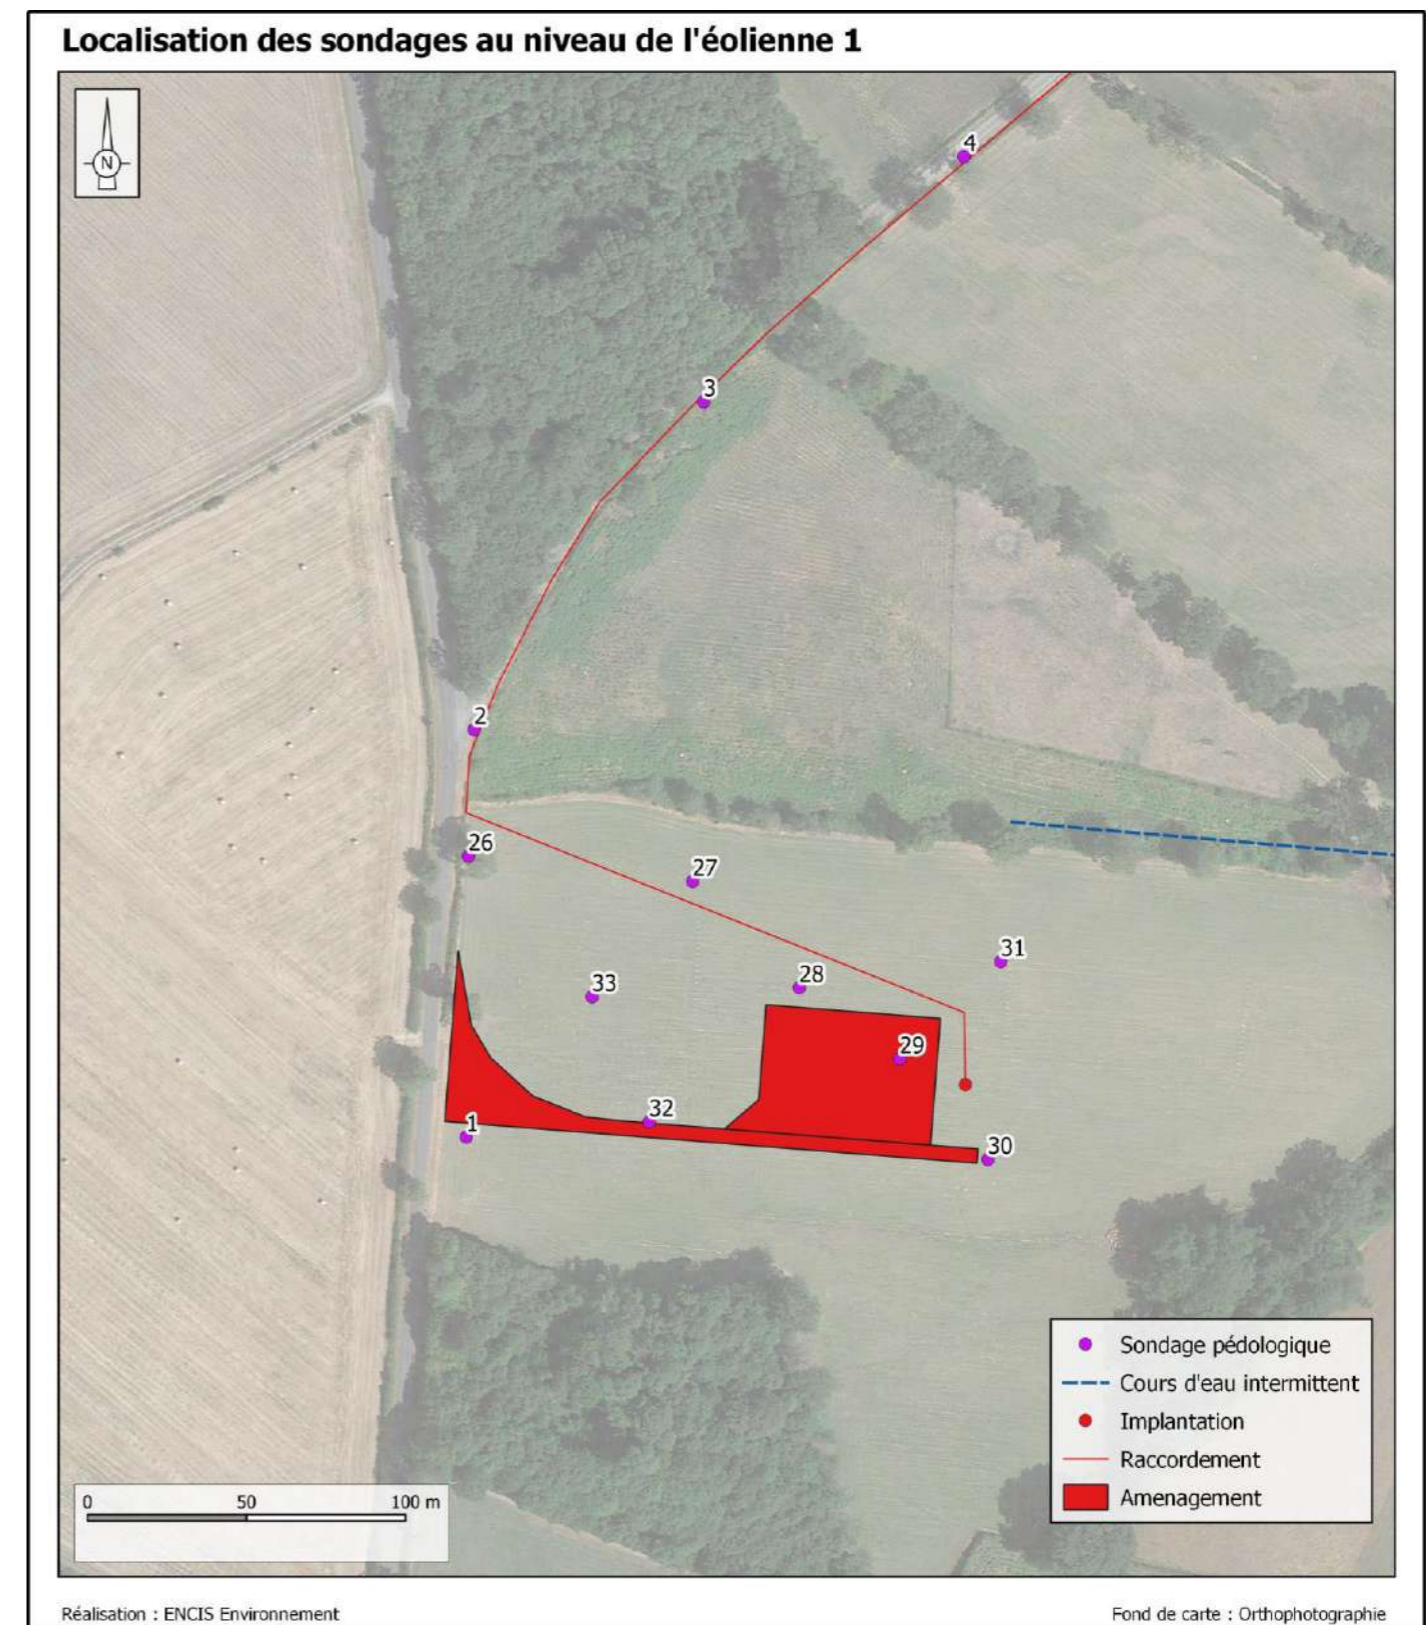 Localisation des sondages au niveau de l'éolienne 1
N
4
3
2
26
27
31
28
33
29
32
1
30
Sondage pédologique
Cours d'eau intermittent
Implantation
Raccordement
Amenagement
0 50 100 m
Réalisation : ENCIS Environnement
Fond de carte : Orthophotographie